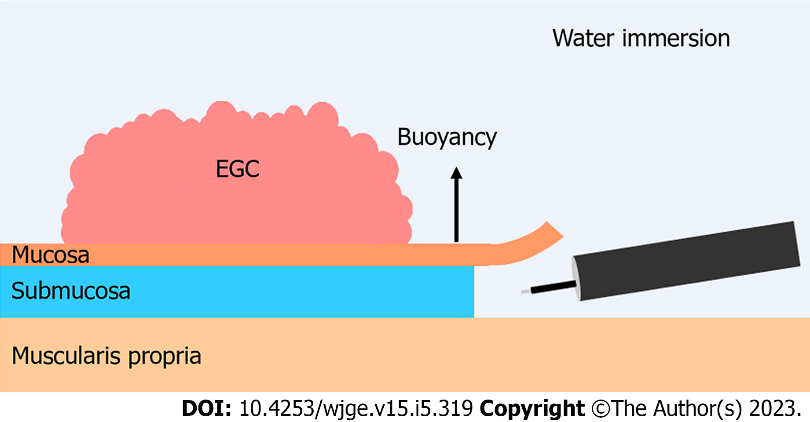 Water immersion
Buoyancy
EGC
Mucosa
Submucosa
Muscularis propria
DOI: 10.4253/wjge.v15.i5.319 Copyright ©The Author(s) 2023.